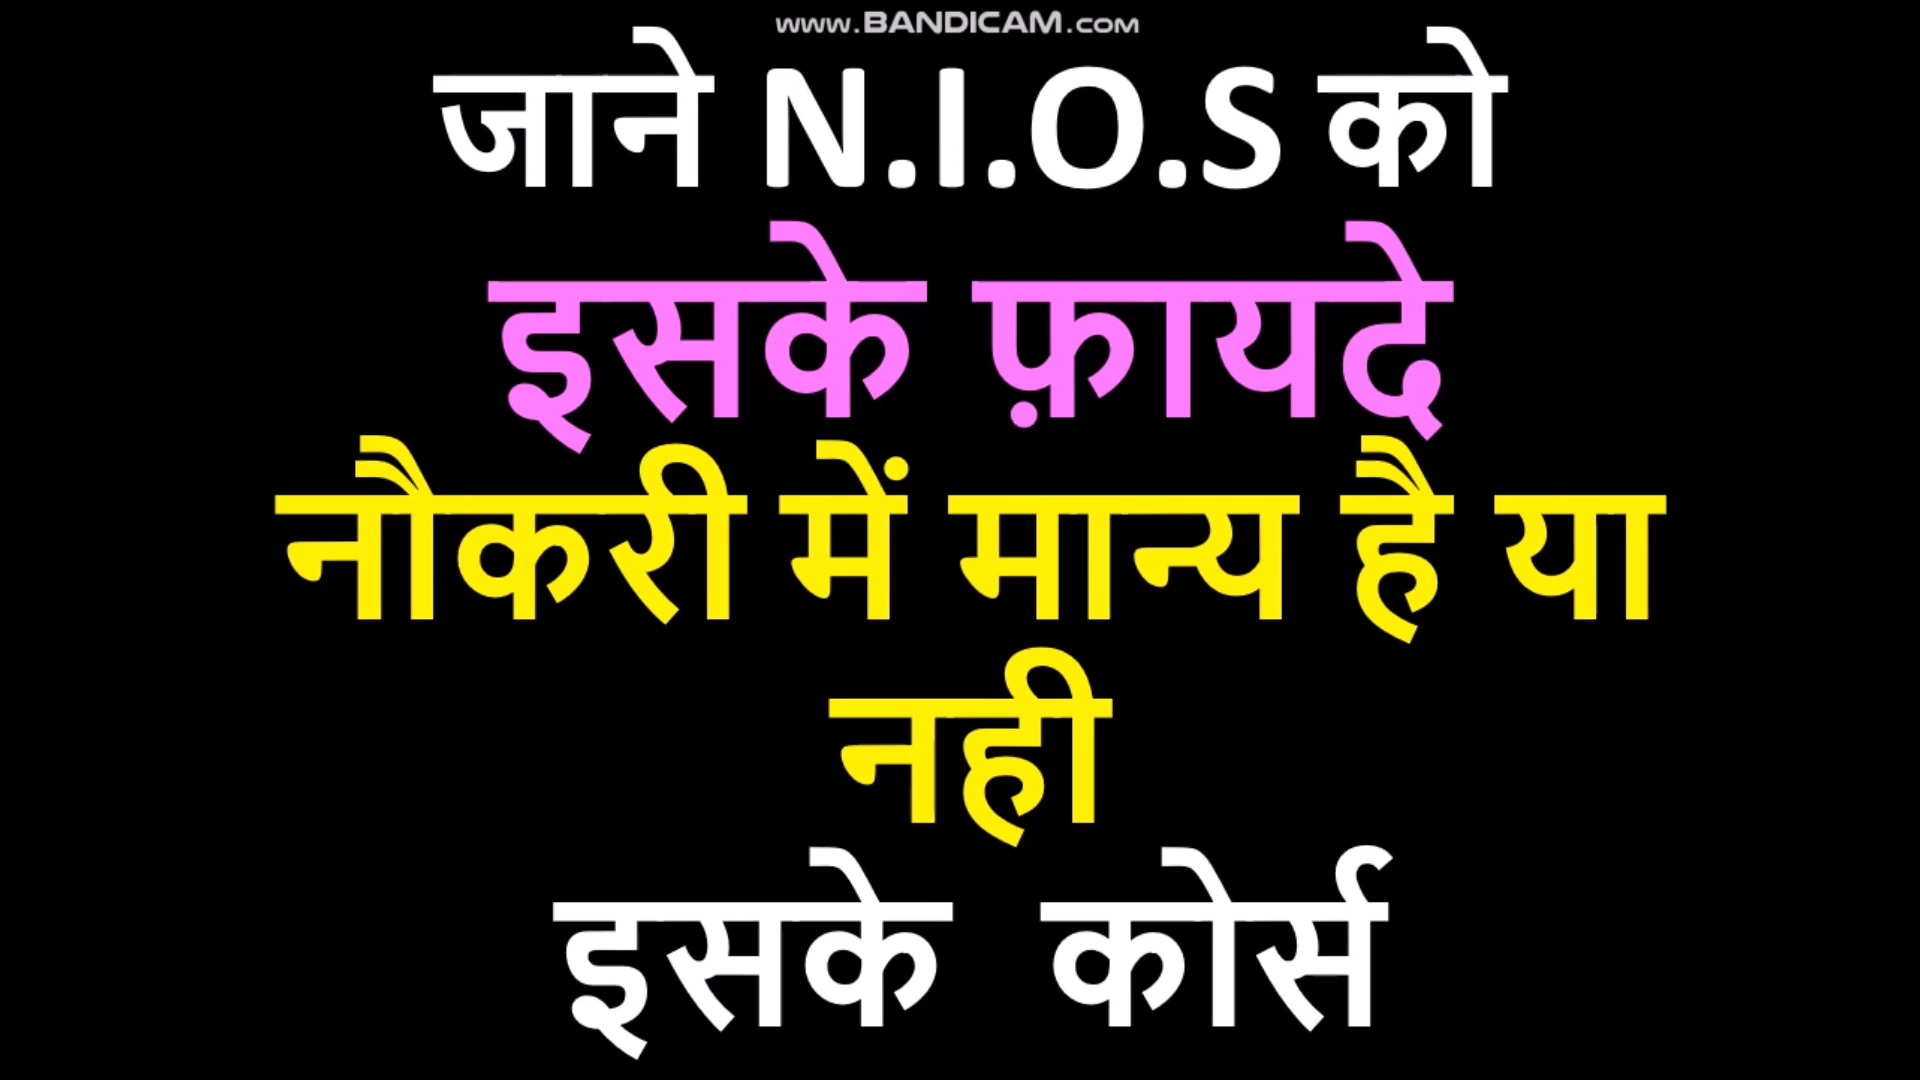 www.BANDICAM.com
जाने N.I.O.S को
इसके फ़ायदे
नौकरी में मान्य है या
नही
इसके कोर्स